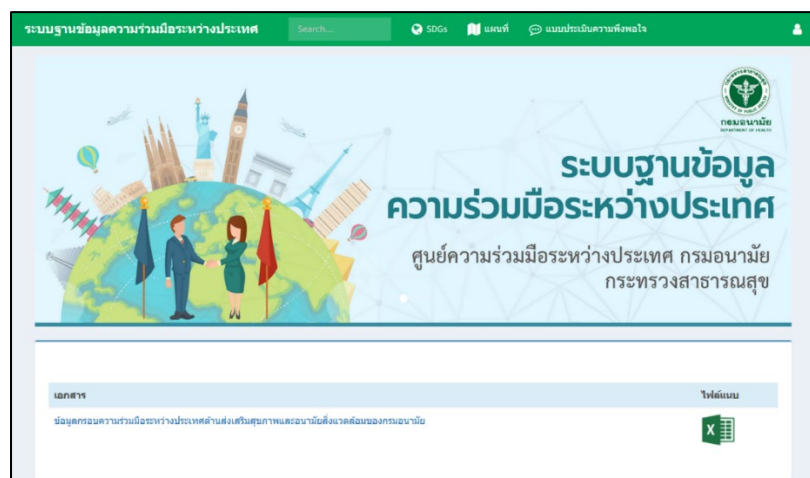 ระบบฐานข้อมูลความร่วมมือระหว่างประเทศ
Search...
SDGs
แผนที่
แบบประเมินความพึงพอใจ
กรมอนามัย
DEPARTMENT OF HEALTH
ระบบฐานข้อมูล
ความร่วมมือระหว่างประเทศ
ศูนย์ความร่วมมือระหว่างประเทศ กรมอนามัย
กระทรวงสาธารณสุข
เอกสาร
ไฟล์แนบ
ข้อมูลกรอบความร่วมมือระหว่างประเทศด้านส่งเสริมสุขภาพและอนามัยสิ่งแวดล้อมของกรมอนามัย
X